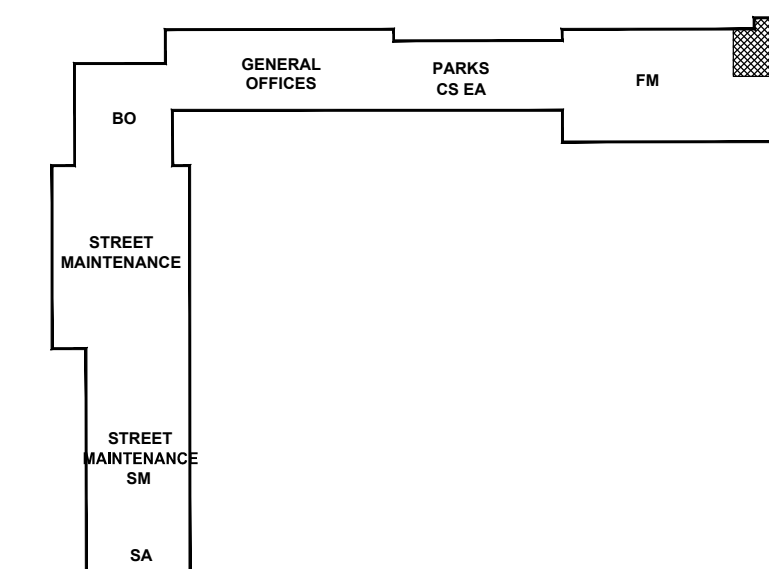 GENERAL
OFFICES
PARKS
CS EA
FM
BO
STREET
MAINTENANCE
STREET
MAINTENANCE
SM
SA